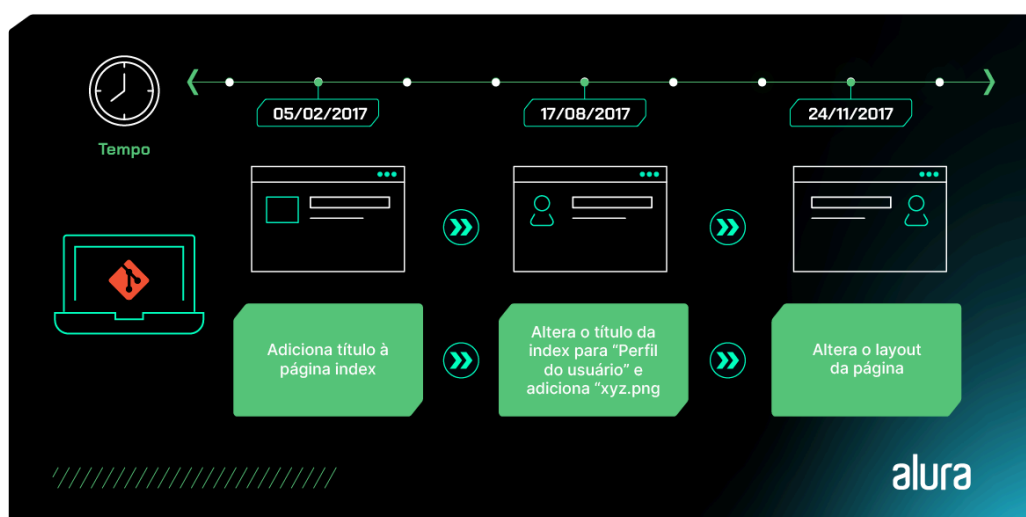 05/02/2017
17/08/2017
24/11/2017
Tempo
Adiciona título à
página index
Altera o título da
index para “Perfil
do usuário” e
adiciona “xyz.png
Altera o layout
da página
alura